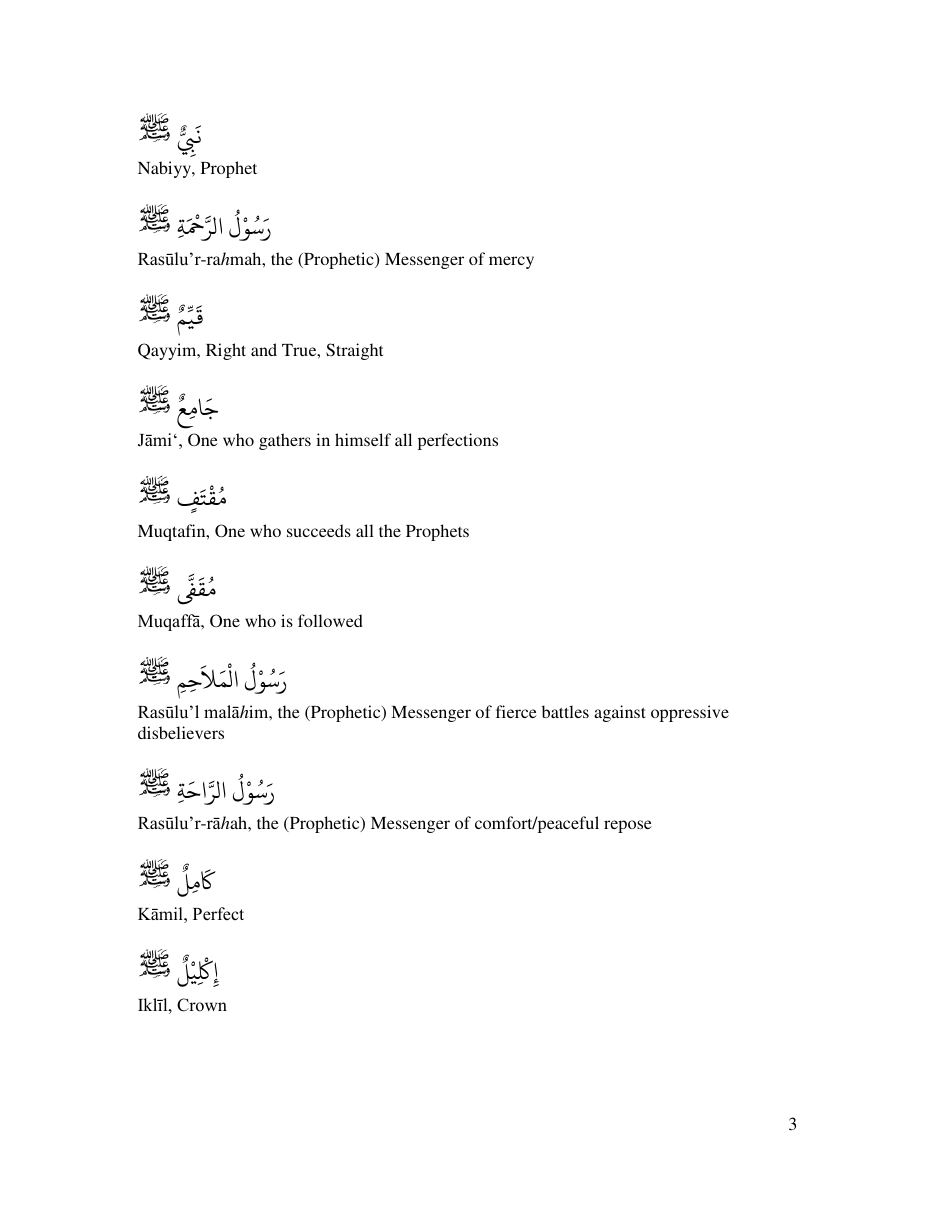 نَبِيٌّ ﷺ
Nabiyy, Prophet
رَسُوْلُ الرَّحْمَةِ ﷺ
Rasūlu’r-rahmah, the (Prophetic) Messenger of mercy
قَيِّمٌ ﷺ
Qayyim, Right and True, Straight
جَامِعٌ ﷺ
Jāmi‘, One who gathers in himself all perfections
مُقْتَفٍ ﷺ
Muqtafin, One who succeeds all the Prophets
مُقَفَّى ﷺ
Muqaffā, One who is followed
رَسُوْلُ الْمَلاَحِمِ ﷺ
Rasūlu’l malāhim, the (Prophetic) Messenger of fierce battles against oppressive
disbelievers
رَسُوْلُ الرَّاحَةِ ﷺ
Rasūlu’r-rāhah, the (Prophetic) Messenger of comfort/peaceful repose
كَامِلٌ ﷺ
Kāmil, Perfect
إِكْلِيْلٌ ﷺ
Iklīl, Crown
3